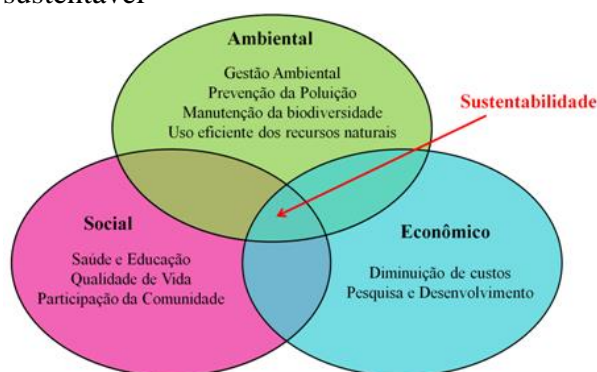 sustentável
Ambiental
Gestão Ambiental
Prevenção da Poluição
Manutenção da biodiversidade
Uso eficiente dos recursos naturais
Sustentabilidade
Social
Saúde e Educação
Qualidade de Vida
Participação da Comunidade
Econômico
Diminuição de custos
Pesquisa e Desenvolvimento